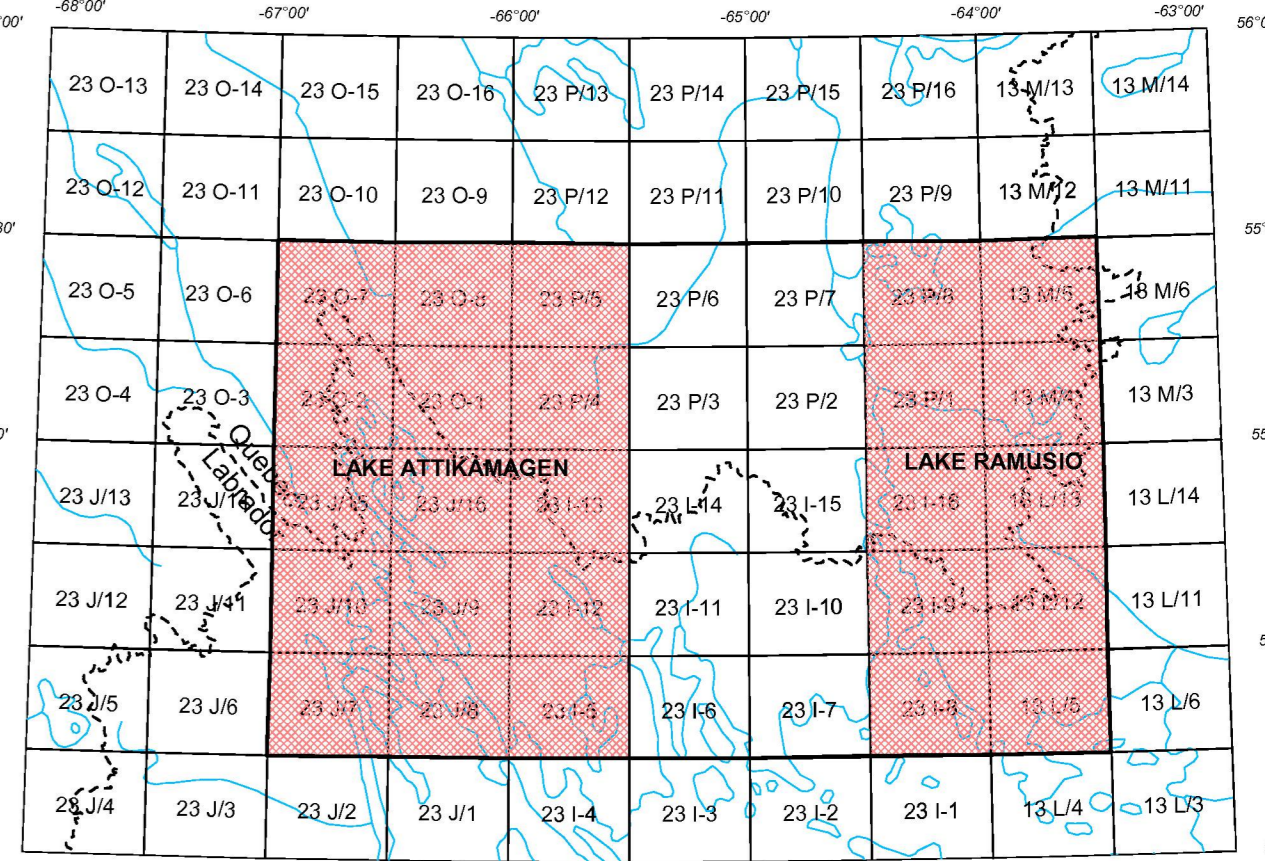 -68°00' -67°00' -66°00' -65°00' -64°00' -63°00'
00' 56°0
23 O-13 23 O-14 23 O-15 23 O-16 23 P/13 23 P/14 23 P/15 23 P/16 13 M/13 13 M/14
23 O-12 23 O-11 23 O-10 23 O-9 23 P/12 23 P/11 23 P/10 23 P/9 13 M/12 13 M/11
30' 55°
23 O-5 23 O-6 23 O-7 23 O-8 23 P/5 23 P/6 23 P/7 23 P/8 13 M/5 13 M/6
23 O-4 23 O-3 23 O-2 23 O-1 23 P/4 23 P/3 23 P/2 23 P/1 13 M/4 13 M/3
0' 55
Quebec
Labrador
LAKE ATTIKAMAGEN LAKE RAMUSIO
23 J/13 23 J/14 23 J/15 23 J/16 23 I-13 23 I-14 23 I-15 23 I-16 13 L/13 13 L/14
23 J/12 23 J/11 23 J/10 23 J/9 23 I-12 23 I-11 23 I-10 23 I-9 13 L/12 13 L/11
5
23 J/5 23 J/6 23 J/7 23 J/8 23 I-5 23 I-6 23 I-7 23 I-8 13 L/5 13 L/6
23 J/4 23 J/3 23 J/2 23 J/1 23 I-4 23 I-3 23 I-2 23 I-1 13 L/4 13 L/3